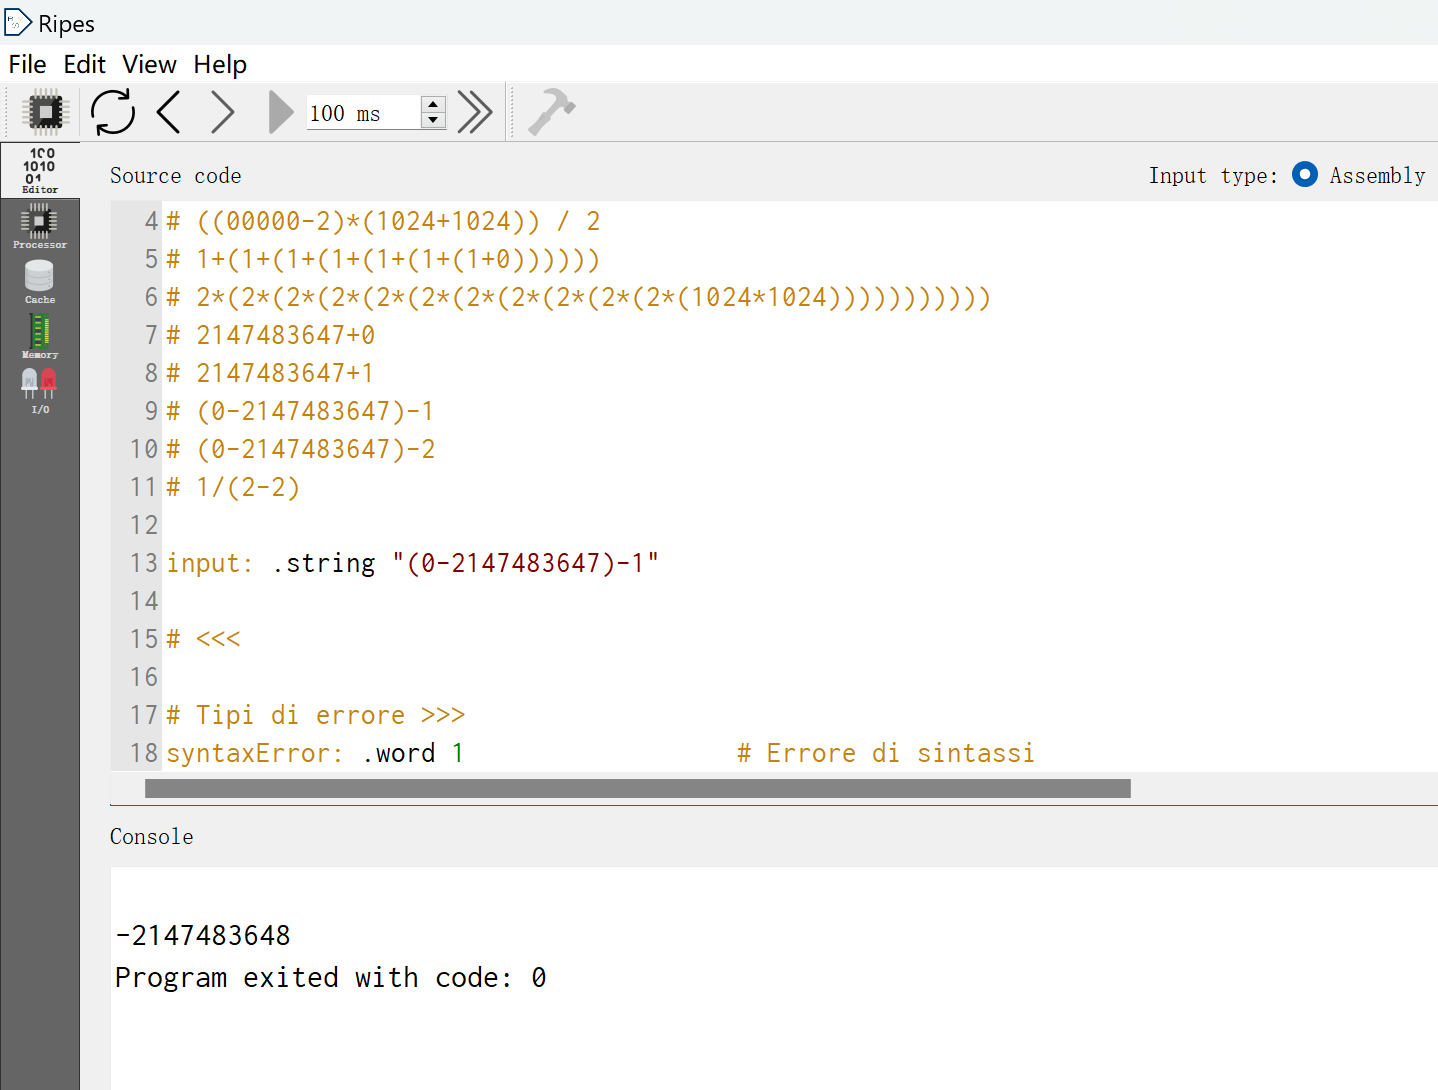 Ripes
File Edit View Help
100 ms
Editor
Processor
Cache
Memory
I/O
Source code
Input type: Assembly
4 # ((00000-2)*(1024+1024)) / 2
5 # 1+(1+(1+(1+(1+(1+(1+0))))))
6 # 2*(2*(2*(2*(2*(2*(2*(2*(2*(2*(2*(1024*1024)))))))))))
7 # 2147483647+0
8 # 2147483647+1
9 # (0-2147483647)-1
10 # (0-2147483647)-2
11 # 1/(2-2)
12
13 input: .string "(0-2147483647)-1"
14
15 # <<<
16
17 # Tipi di errore >>>
18 syntaxError: .word 1 # Errore di sintassi
Console
-2147483648
Program exited with code: 0